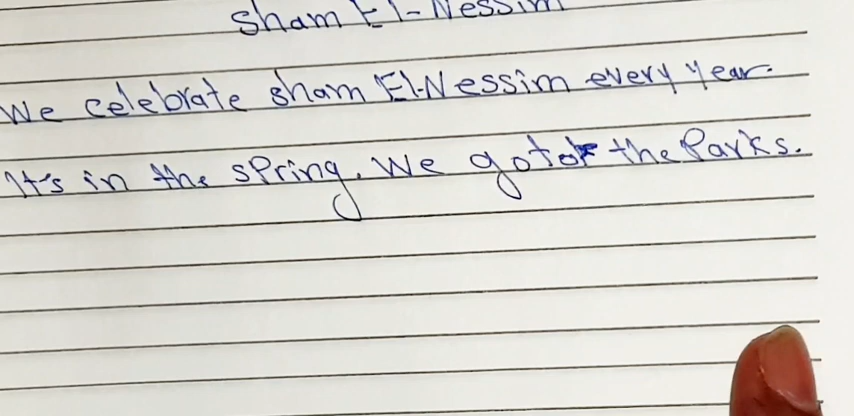 Sham El-Nessim
We celebrate sham El-Nessim every year.
It's in the spring. We go to the Parks.